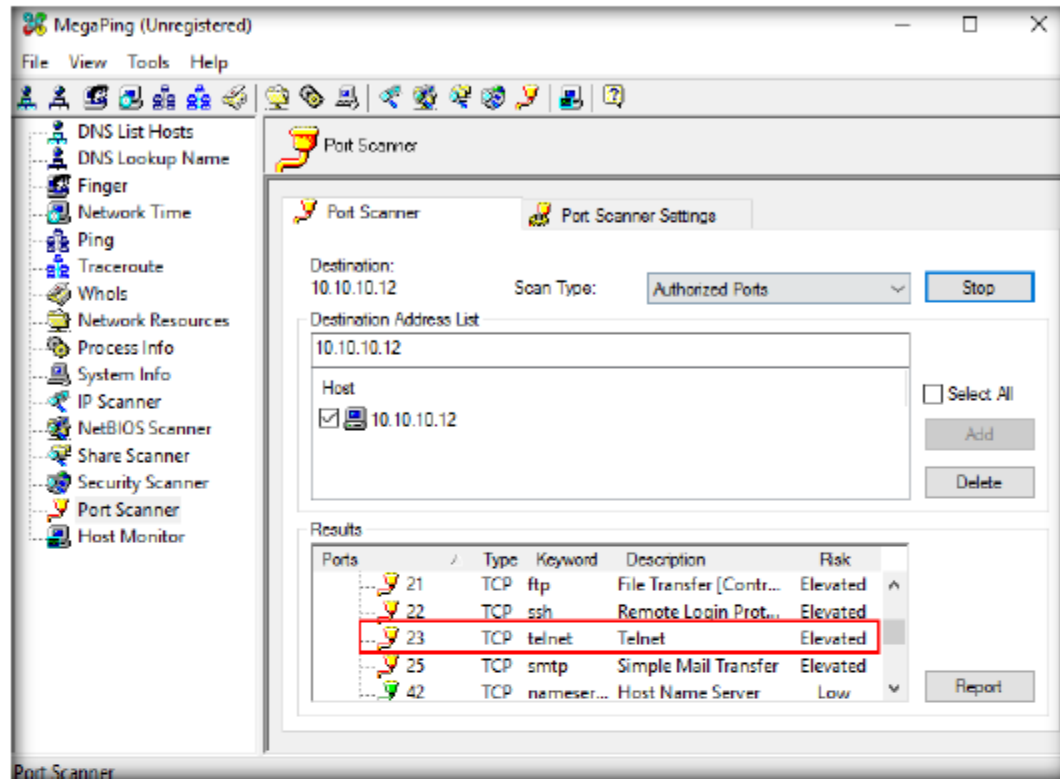 MegaPing (Unregistered)
File View Tools Help
DNS List Hosts
DNS Lookup Name
Finger
Network Time
Ping
Traceroute
WhoIs
Network Resources
Process Info
System Info
IP Scanner
NetBIOS Scanner
Share Scanner
Security Scanner
Port Scanner
Host Monitor
Port Scanner
Port Scanner Port Scanner Settings
Destination:
10.10.10.12 Scan Type: Authorized Ports Stop
Destination Address List
10.10.10.12
Host
10.10.10.12
Select All
Add
Delete
Results
Ports Type Keyword Description Risk
21 TCP ftp File Transfer [Contr... Elevated
22 TCP ssh Remote Login Prot... Elevated
23 TCP telnet Telnet Elevated
25 TCP smtp Simple Mail Transfer Elevated
42 TCP nameser... Host Name Server Low
Report
Port Scanner